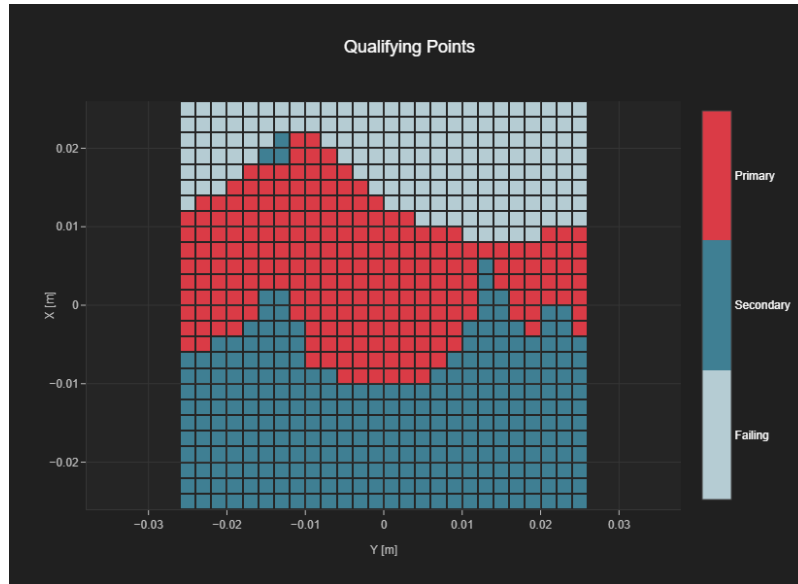 Qualifying Points
0.02
0.01
0
−0.01
−0.02
X [m]
−0.03
−0.02
−0.01
0
0.01
0.02
0.03
Y [m]
Primary
Secondary
Failing